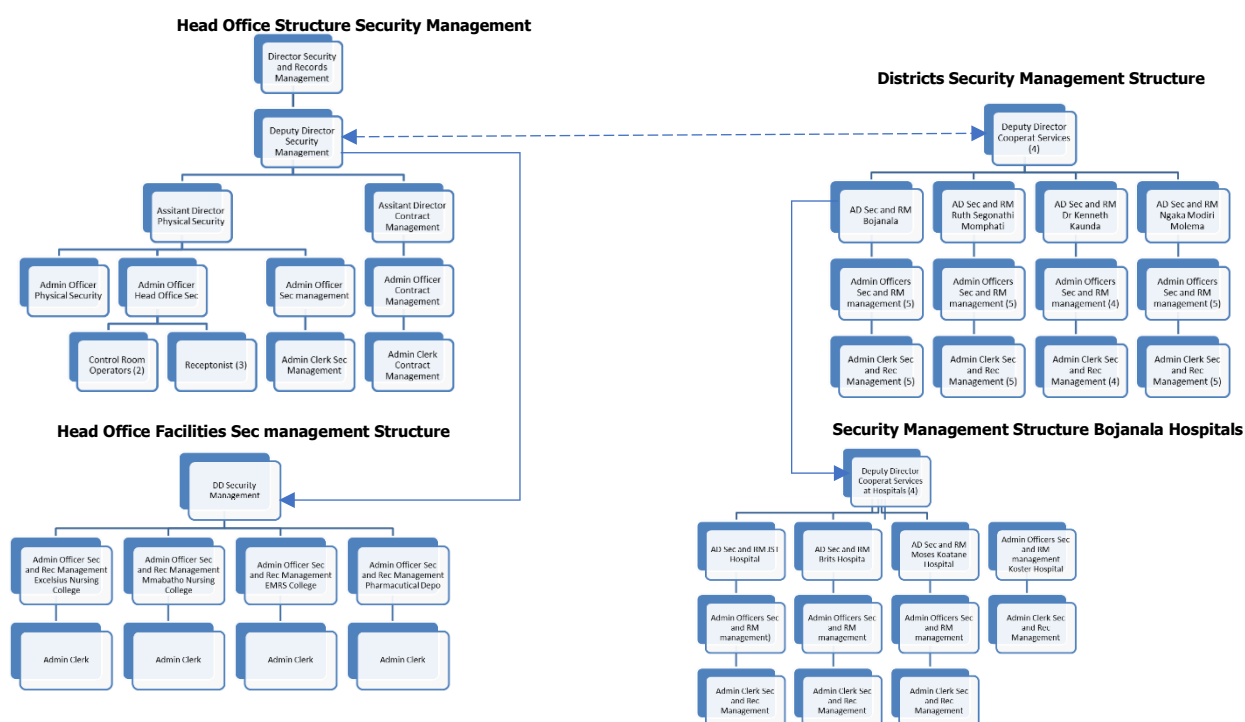 Head Office Structure Security Management
Director Security
and Records
Management
Deputy Director
Security
Management
Assitant Director
Physical Security
Assitant Director
Contract
Management
Admin Officer
Physical Security
Admin Officer
Head Office Sec
Admin Officer
Sec management
Admin Officer
Contract
Management
Control Room
Operators (2)
Receptonist (3)
Admin Clerk Sec
Management
Admin Clerk
Contract
Management
Districts Security Management Structure
Deputy Director
Cooperat Services
(4)
AD Sec and RM
Bojanala
AD Sec and RM
Ruth Segonathi
Momphati
AD Sec and RM
Dr Kenneth
Kaunda
AD Sec and RM
Ngaka Modiri
Molema
Admin Officers
Sec and RM
management (5)
Admin Officers
Sec and RM
management (5)
Admin Officers
Sec and RM
management (4)
Admin Officers
Sec and RM
management (5)
Admin Clerk Sec
and Rec
Management (5)
Admin Clerk Sec
and Rec
Management (5)
Admin Clerk Sec
and Rec
Management (4)
Admin Clerk Sec
and Rec
Management (5)
Head Office Facilities Sec management Structure
DD Security
Management
Admin Officer Sec
and Rec Management
Excelsius Nursing
College
Admin Officer Sec
and Rec Management
Mmabatho Nursing
College
Admin Officer Sec
and Rec Management
EMRS College
Admin Officer Sec
and Rec Management
Pharmacutical Depo
Admin Clerk
Admin Clerk
Admin Clerk
Admin Clerk
Security Management Structure Bojanala Hospitals
Deputy Director
Cooperat Services
at Hospitals (4)
AD Sec and RM JST
Hospital
AD Sec and RM
Brits Hospita
AD Sec and RM
Moses Koatane
Hospital
Admin Officers Sec
and RM
management
Koster Hospital
Admin Officers Sec
and RM
management)
Admin Officers Sec
and RM
management
Admin Officers Sec
and RM
management
Admin Clerk Sec
and Rec
Management
Admin Clerk Sec
and Rec
Management
Admin Clerk Sec
and Rec
Management
Admin Clerk Sec
and Rec
Management